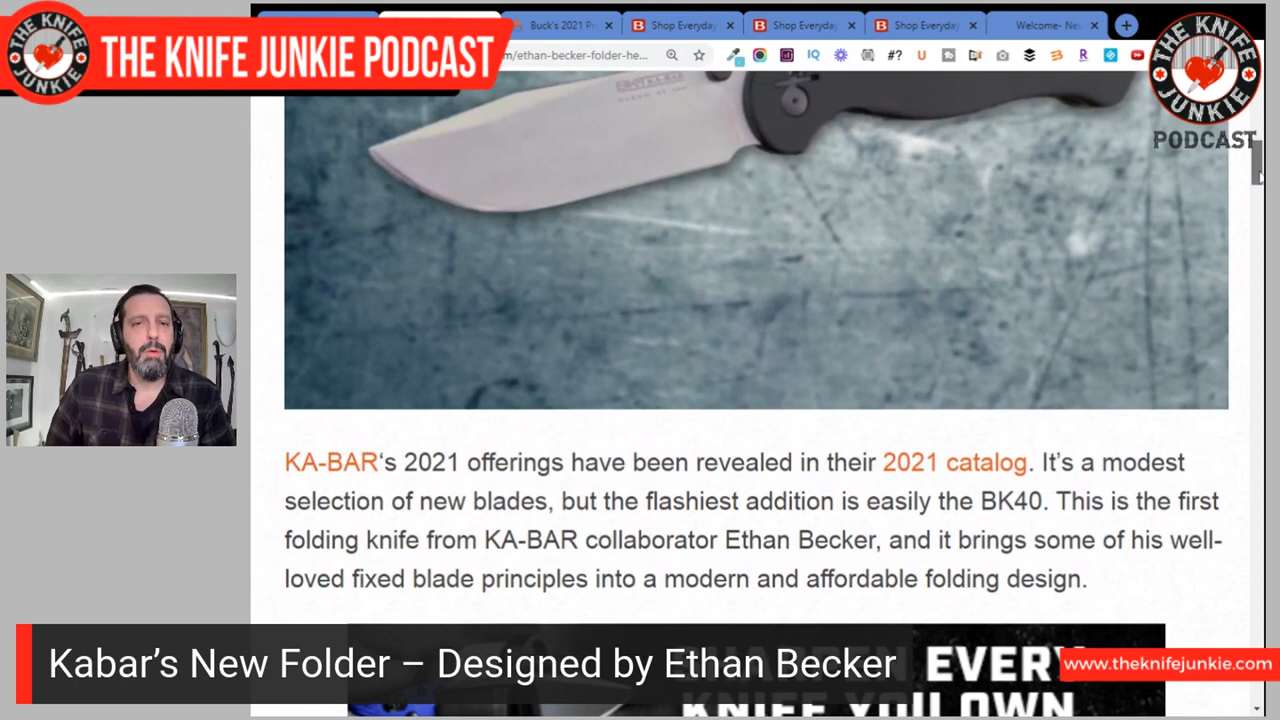 THE KNIFE JUNKIE
THE KNIFE JUNKIE PODCAST
Buck's 2021 P
Shop Everyday
Shop Everyday
Shop Everyday
Welcome- Ne
m/ethan-becker-folder-he...
IQ
#?
U
R
THE KNIFE JUNKIE
PODCAST
KA-BAR's 2021 offerings have been revealed in their 2021 catalog. It's a modest
selection of new blades, but the flashiest addition is easily the BK40. This is the first
folding knife from KA-BAR collaborator Ethan Becker, and it brings some of his well-
loved fixed blade principles into a modern and affordable folding design.
EVERY
KNIFE YOU OWN
Kabar's New Folder – Designed by Ethan Becker
www.theknifejunkie.com